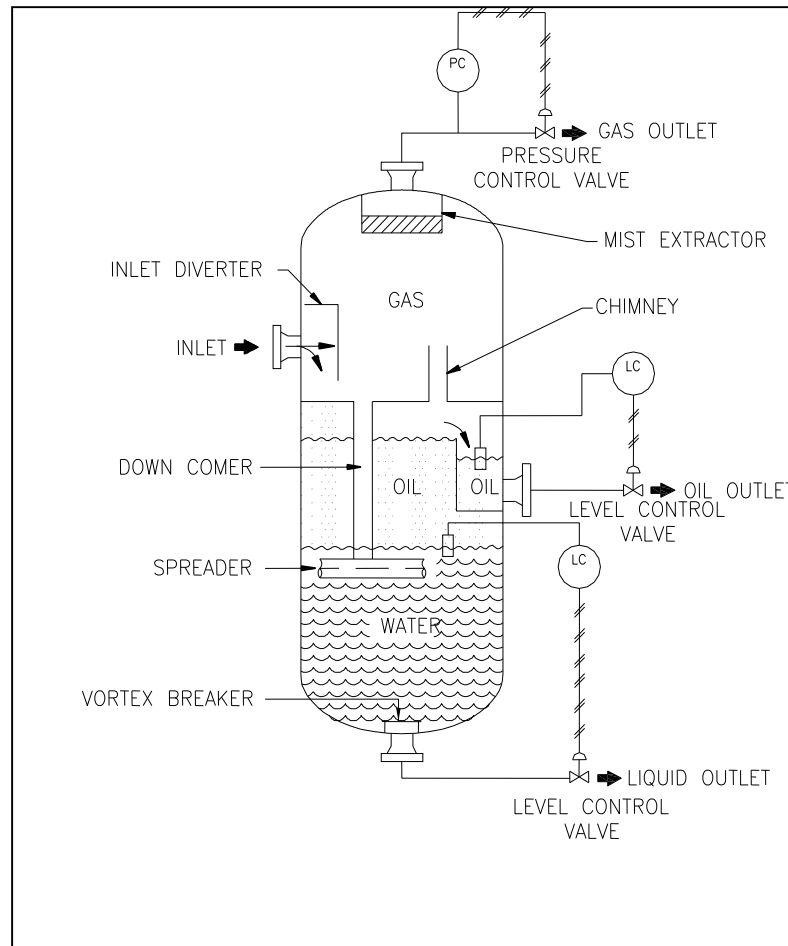 PC
GAS OUTLET
PRESSURE
CONTROL VALVE
MIST EXTRACTOR
INLET DIVERTER
GAS
CHIMNEY
INLET
LC
DOWN COMER
OIL
OIL
OIL OUTLET
LEVEL CONTROL
VALVE
SPREADER
LC
WATER
VORTEX BREAKER
LIQUID OUTLET
LEVEL CONTROL
VALVE